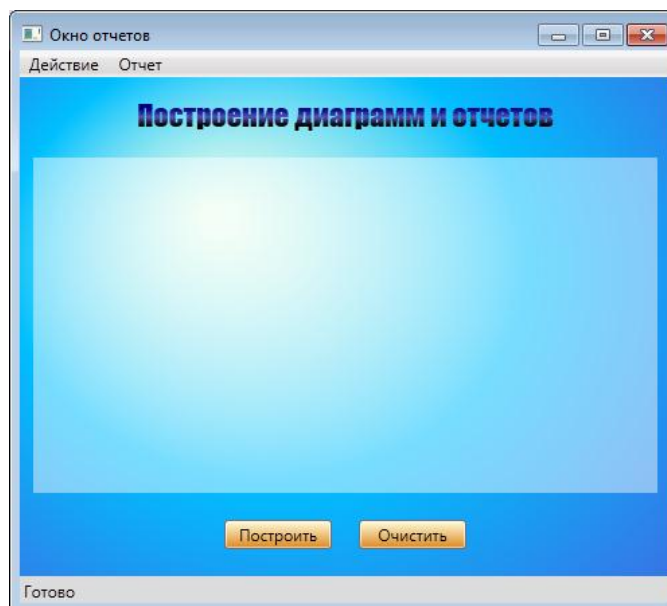 Окно отчетов
Действие Отчет
Построение диаграмм и отчетов
Построить Очистить
Готово